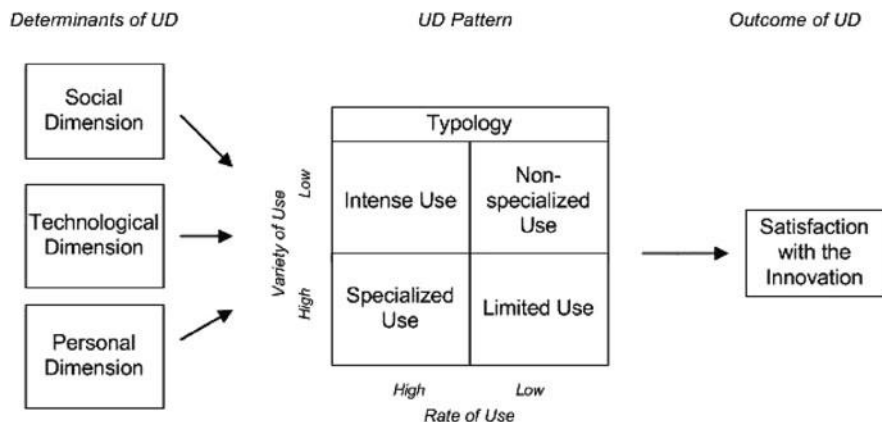 Determinants of UD
UD Pattern
Outcome of UD
Social
Dimension
Technological
Dimension
Personal
Dimension
Typology
Variety of Use
Low
High
Intense Use
Non-
specialized
Use
Specialized
Use
Limited Use
High
Low
Rate of Use
Satisfaction
with the
Innovation